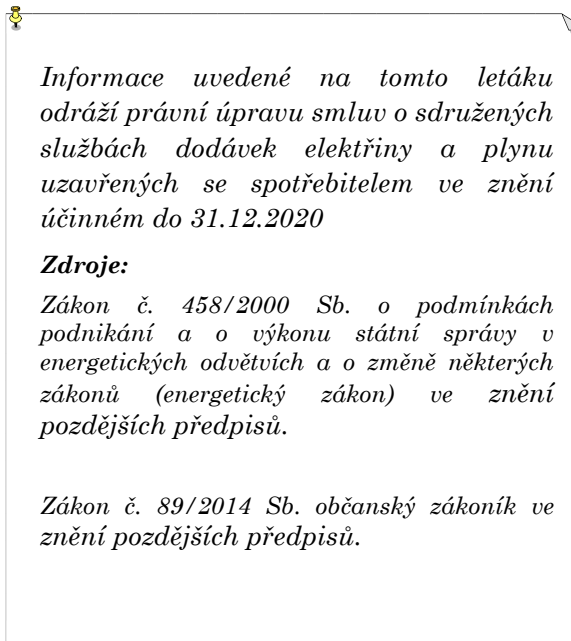 Informace uvedené na tomto letáku
odráží právní úpravu smluv o sdružených
službách dodávek elektřiny a plynu
uzavřených se spotřebitelem ve znění
účinném do 31.12.2020
Zdroje:
Zákon č. 458/2000 Sb. o podmínkách
podnikání a o výkonu státní správy v
energetických odvětvích a o změně některých
zákonů (energetický zákon) ve znění
pozdějších předpisů.
Zákon č. 89/2014 Sb. občanský zákoník ve
znění pozdějších předpisů.